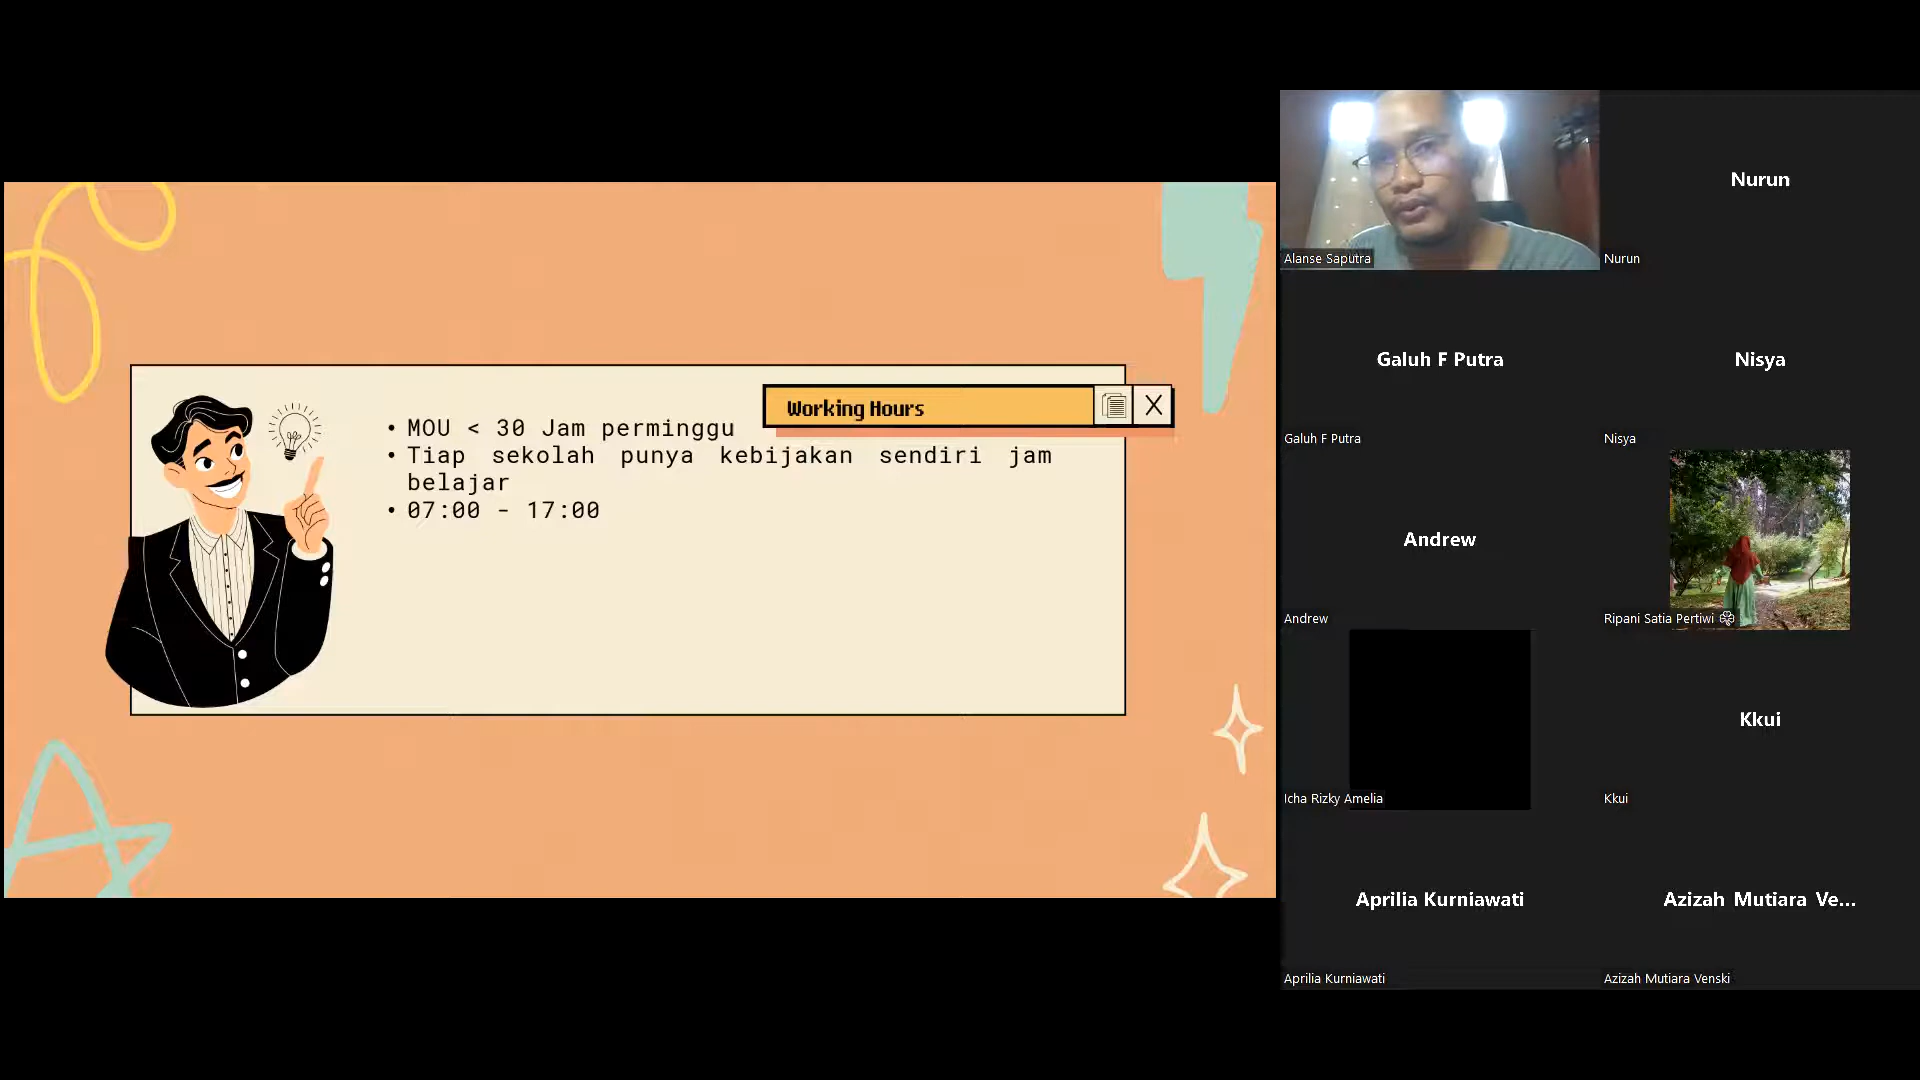 Working Hours
X
• MOU < 30 Jam perminggu
• Tiap sekolah punya kebijakan sendiri jam
belajar
• 07:00 - 17:00
Alanse Saputra
Nurun
Nurun
Galuh F Putra
Nisya
Galuh F Putra
Nisya
Andrew
Andrew
Ripani Satia Pertiwi
Kkui
Icha Rizky Amelia
Kkui
Aprilia Kurniawati
Azizah Mutiara Ve...
Aprilia Kurniawati
Azizah Mutiara Venski